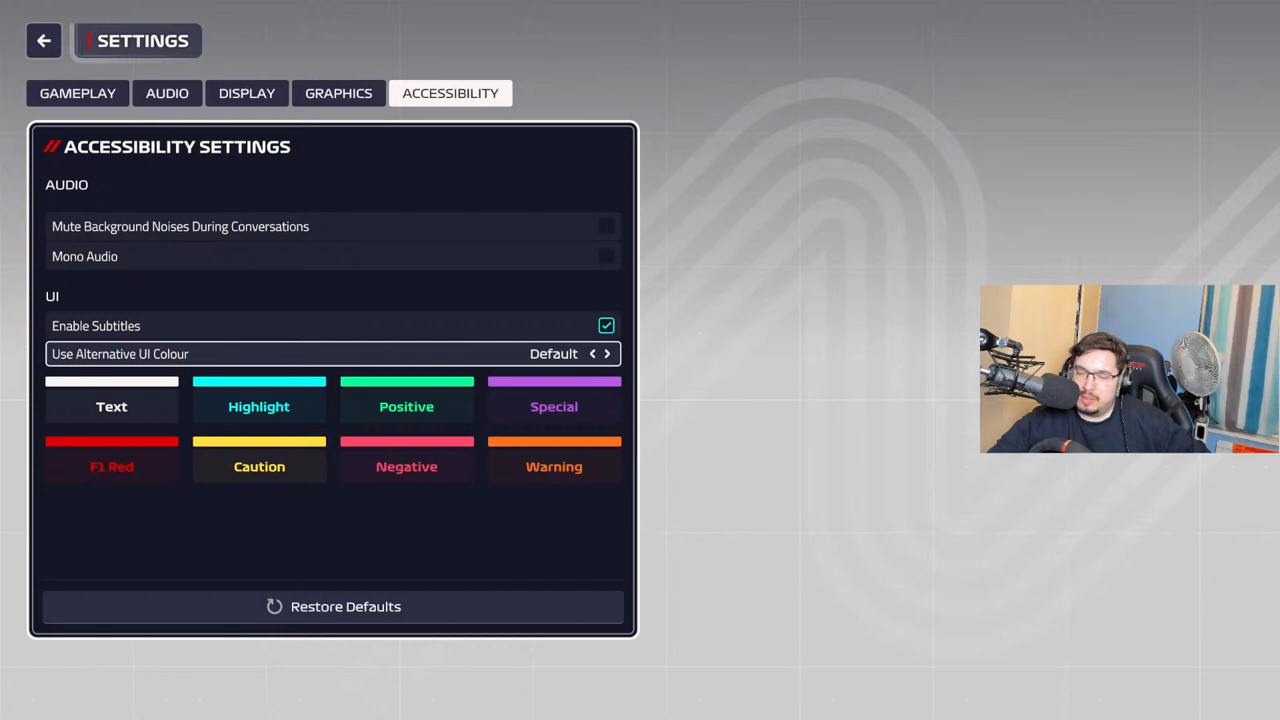 SETTINGS
GAMEPLAY AUDIO DISPLAY GRAPHICS ACCESSIBILITY
ACCESSIBILITY SETTINGS
AUDIO
Mute Background Noises During Conversations
Mono Audio
UI
Enable Subtitles
Use Alternative UI Colour Default
Text Highlight Positive Special
F1 Red Caution Negative Warning
Restore Defaults